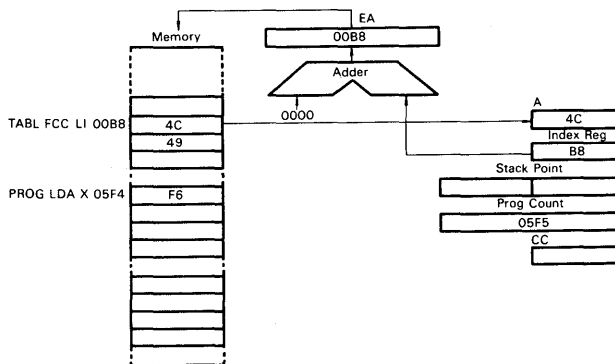 EA
Memory
00B8
Adder
A
0000
TABL FCC LI 00B8
4C
4C
49
Index Reg
B8
Stack Point
PROG LDA X 05F4
F6
Prog Count
05F5
CC